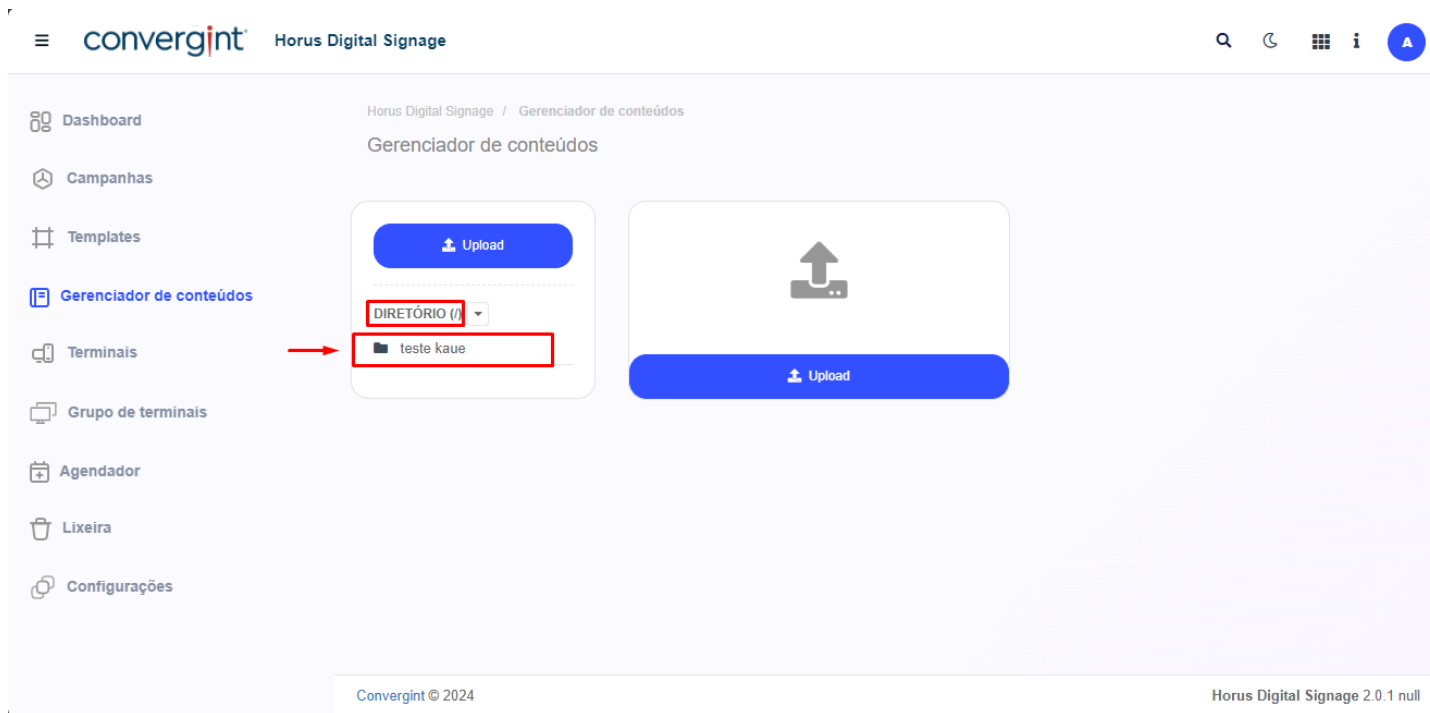 convergint Horus Digital Signage A
Dashboard
Campanhas
Templates
Gerenciador de conteúdos
Terminais
Grupo de terminais
Agendador
Lixeira
Configurações
Horus Digital Signage / Gerenciador de conteúdos
Gerenciador de conteúdos
Upload
DIRETÓRIO (/)
teste kaue
Upload
Convergint © 2024
Horus Digital Signage 2.0.1 null